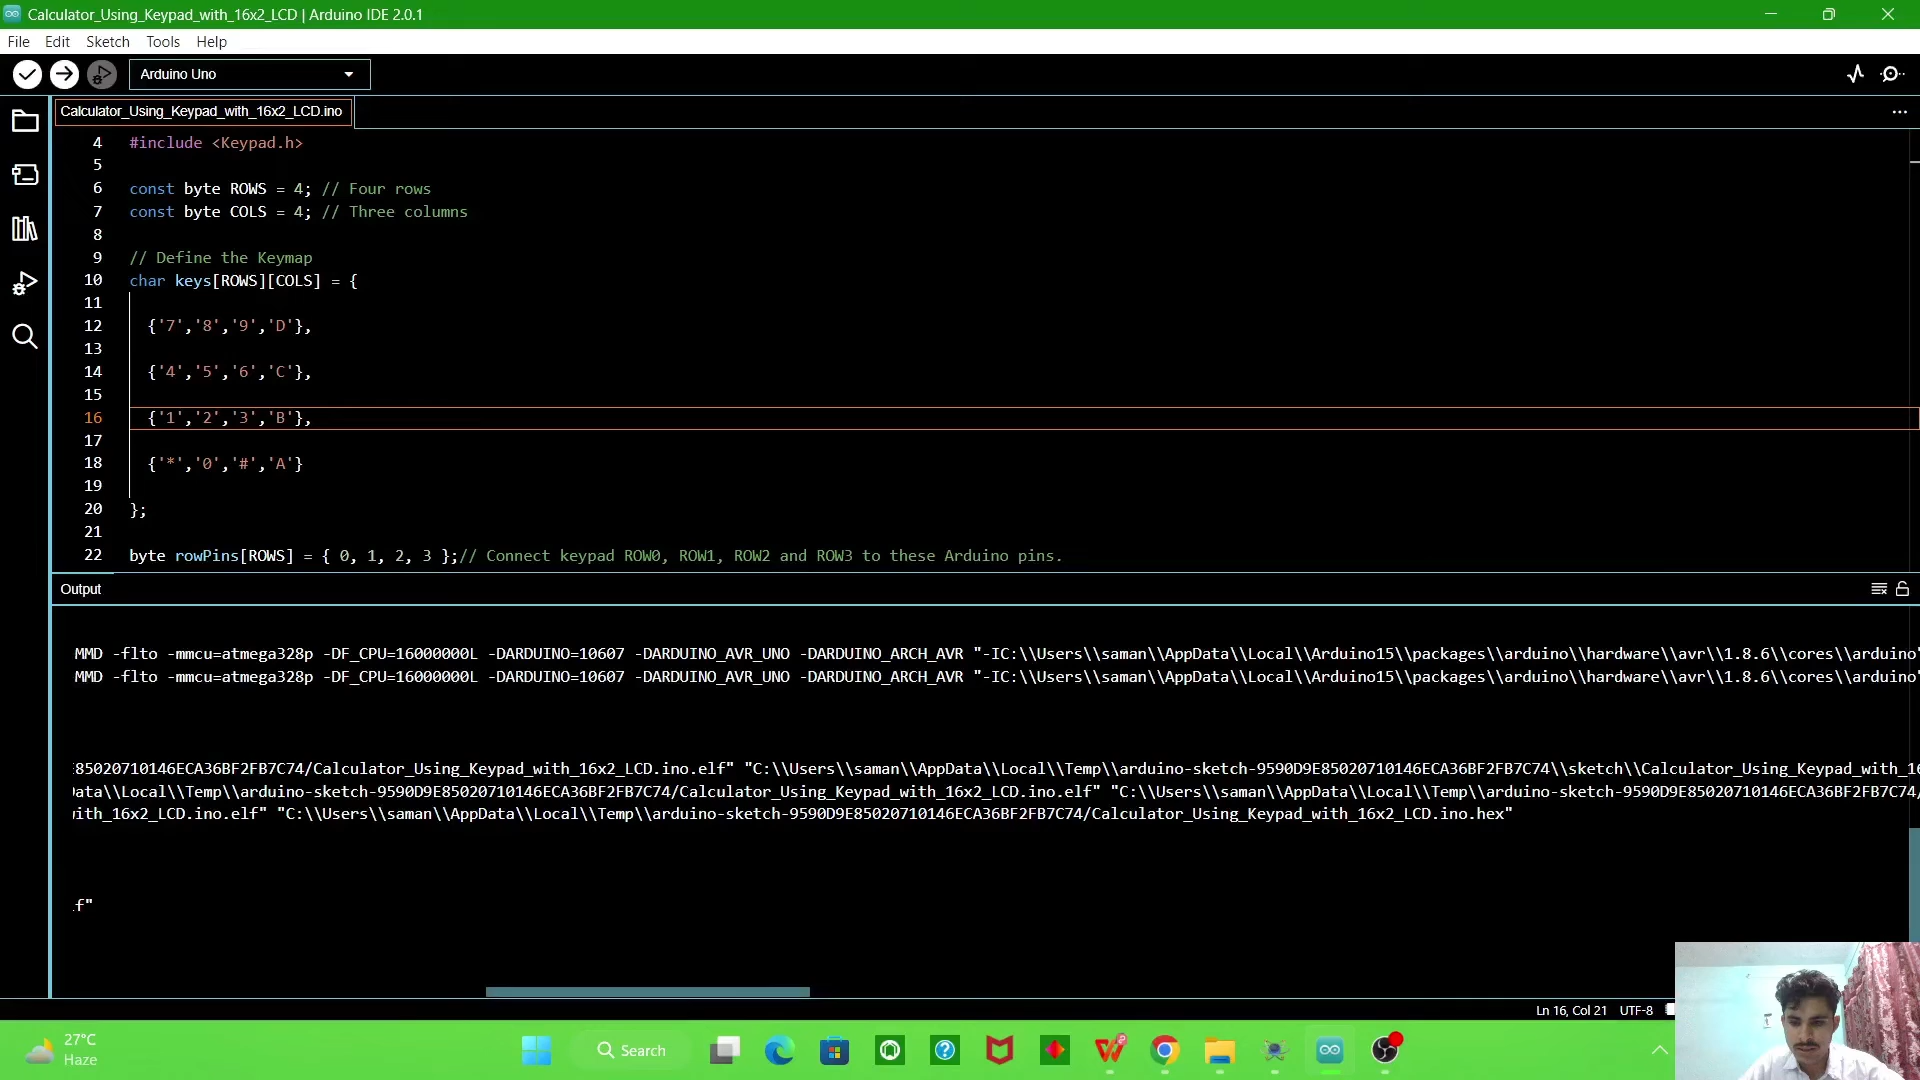 Calculator_Using_Keypad_with_16x2_LCD | Arduino IDE 2.0.1
File Edit Sketch Tools Help
Arduino Uno
Calculator_Using_Keypad_with_16x2_LCD.ino
4 #include <Keypad.h>
5
6 const byte ROWS = 4; // Four rows
7 const byte COLS = 4; // Three columns
8
9 // Define the Keymap
10 char keys[ROWS][COLS] = {
11
12 {'7','8','9','D'},
13
14 {'4','5','6','C'},
15
16 {'1','2','3','B'},
17
18 {'*','0','#','A'}
19
20 };
21
22 byte rowPins[ROWS] = { 0, 1, 2, 3 };// Connect keypad ROW0, ROW1, ROW2 and ROW3 to these Arduino pins.
Output
MMD -flto -mmcu=atmega328p -DF_CPU=16000000L -DARDUINO=10607 -DARDUINO_AVR_UNO -DARDUINO_ARCH_AVR "-IC:\\Users\\saman\\AppData\\Local\\Arduino15\\packages\\arduino\\hardware\\avr\\1.8.6\\cores\\arduino"
MMD -flto -mmcu=atmega328p -DF_CPU=16000000L -DARDUINO=10607 -DARDUINO_AVR_UNO -DARDUINO_ARCH_AVR "-IC:\\Users\\saman\\AppData\\Local\\Arduino15\\packages\\arduino\\hardware\\avr\\1.8.6\\cores\\arduino"
E85020710146ECA36BF2FB7C74/Calculator_Using_Keypad_with_16x2_LCD.ino.elf" "C:\\Users\\saman\\AppData\\Local\\Temp\\arduino-sketch-9590D9E85020710146ECA36BF2FB7C74\\sketch\\Calculator_Using_Keypad_with_16
Data\\Local\\Temp\\arduino-sketch-9590D9E85020710146ECA36BF2FB7C74/Calculator_Using_Keypad_with_16x2_LCD.ino.elf" "C:\\Users\\saman\\AppData\\Local\\Temp\\arduino-sketch-9590D9E85020710146ECA36BF2FB7C74/
with_16x2_LCD.ino.elf" "C:\\Users\\saman\\AppData\\Local\\Temp\\arduino-sketch-9590D9E85020710146ECA36BF2FB7C74/Calculator_Using_Keypad_with_16x2_LCD.ino.hex"
lf"
Ln 16, Col 21 UTF-8
27°C
Haze
Search